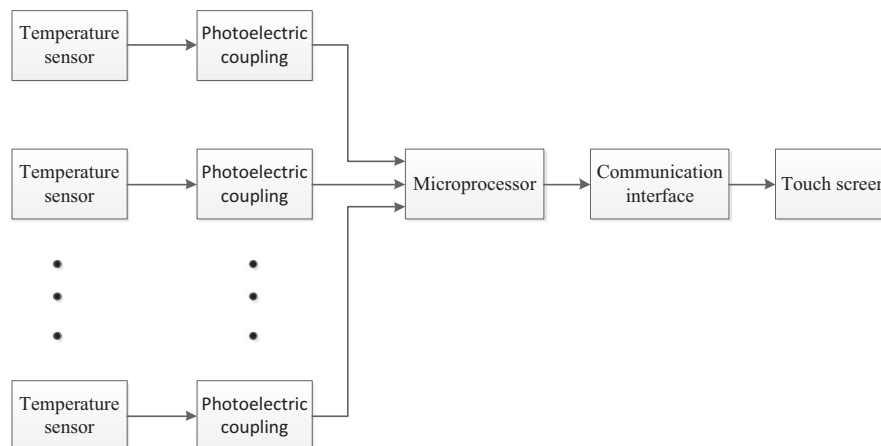 Temperature
sensor
Photoelectric
coupling
Temperature
sensor
Photoelectric
coupling
Microprocessor
Communication
interface
Touch screen
Temperature
sensor
Photoelectric
coupling